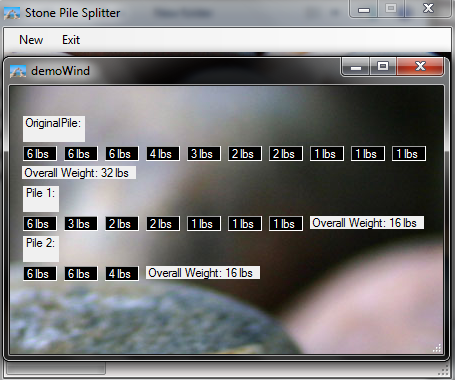 Stone Pile Splitter
New Exit
demoWind
OriginalPile:
6 lbs 6 lbs 6 lbs 4 lbs 3 lbs 2 lbs 2 lbs 1 lbs 1 lbs 1 lbs
Overall Weight: 32 lbs
Pile 1:
6 lbs 3 lbs 2 lbs 2 lbs 1 lbs 1 lbs 1 lbs Overall Weight: 16 lbs
Pile 2:
6 lbs 6 lbs 4 lbs Overall Weight: 16 lbs